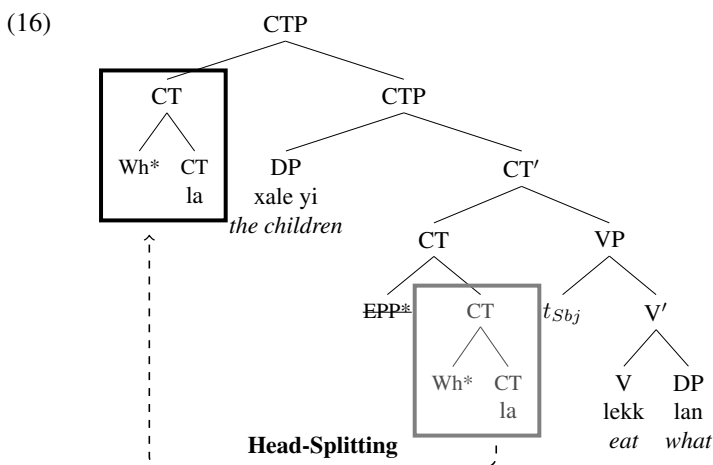 (16) CTP
CT CTP
Wh* CT DP CT′
la xale yi
the children
CT VP
EPP* CT t_Sbj V′
Wh* CT V DP
la lekk lan
eat what
Head-Splitting